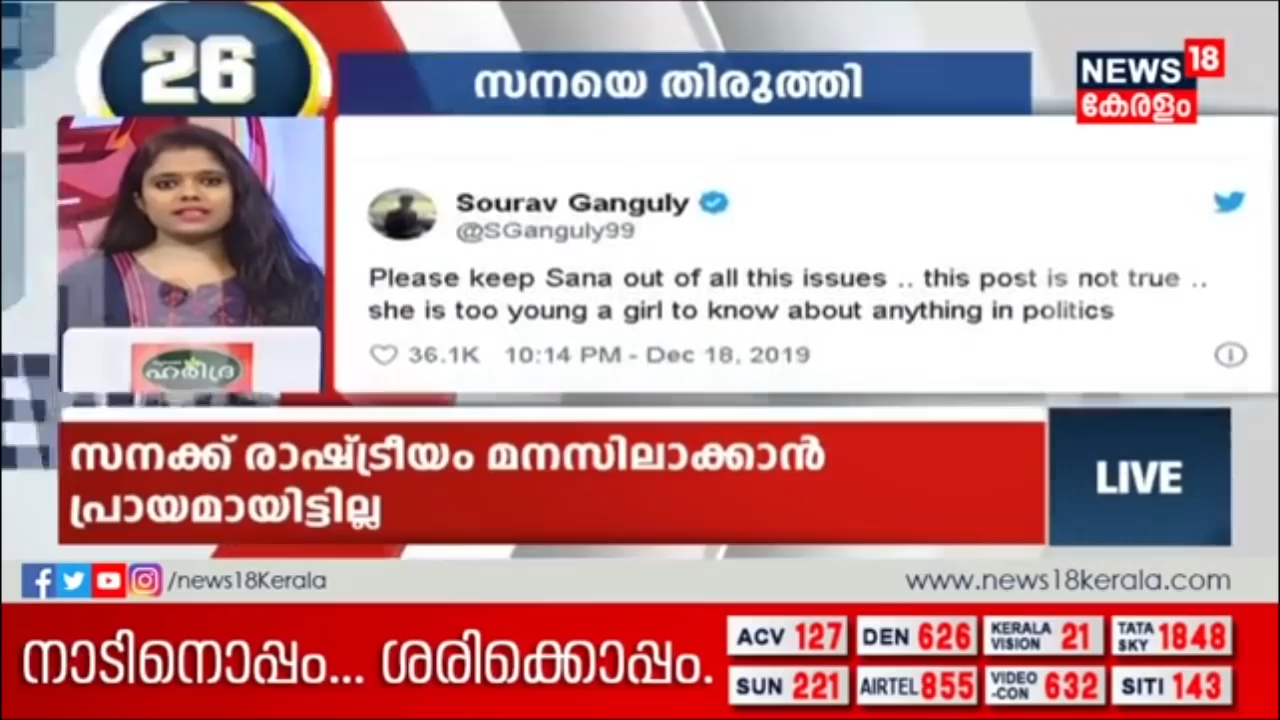 26
സനയെ തിരുത്തി
NEWS 18
കേരളം
Sourav Ganguly
@SGanguly99
Please keep Sana out of all this issues .. this post is not true ..
she is too young a girl to know about anything in politics
36.1K 10:14 PM - Dec 18, 2019
ഹരിദ്ര
സനക്ക് രാഷ്ട്രീയം മനസിലാക്കാൻ
പ്രായമായിട്ടില്ല
LIVE
/news18Kerala
www.news18kerala.com
നാടിനൊപ്പം... ശരിക്കൊപ്പം.
ACV 127 DEN 626 KERALA VISION 21 TATA SKY 1848
SUN 221 AIRTEL 855 VIDEO -CON 632 SITI 143